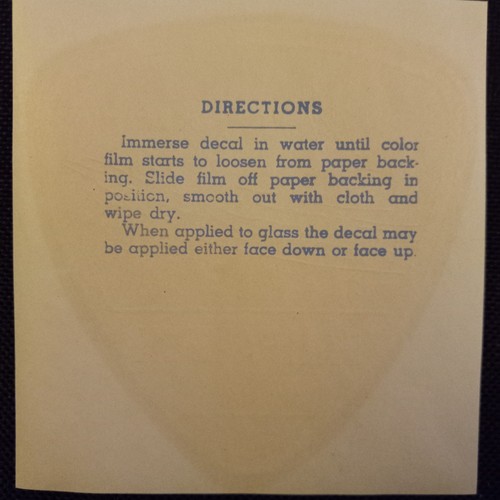 DIRECTIONS
Immerse decal in water until color
film starts to loosen from paper back-
ing. Slide film off paper backing in
position, smooth out with cloth and
wipe dry.
When applied to glass the decal may
be applied either face down or face up.